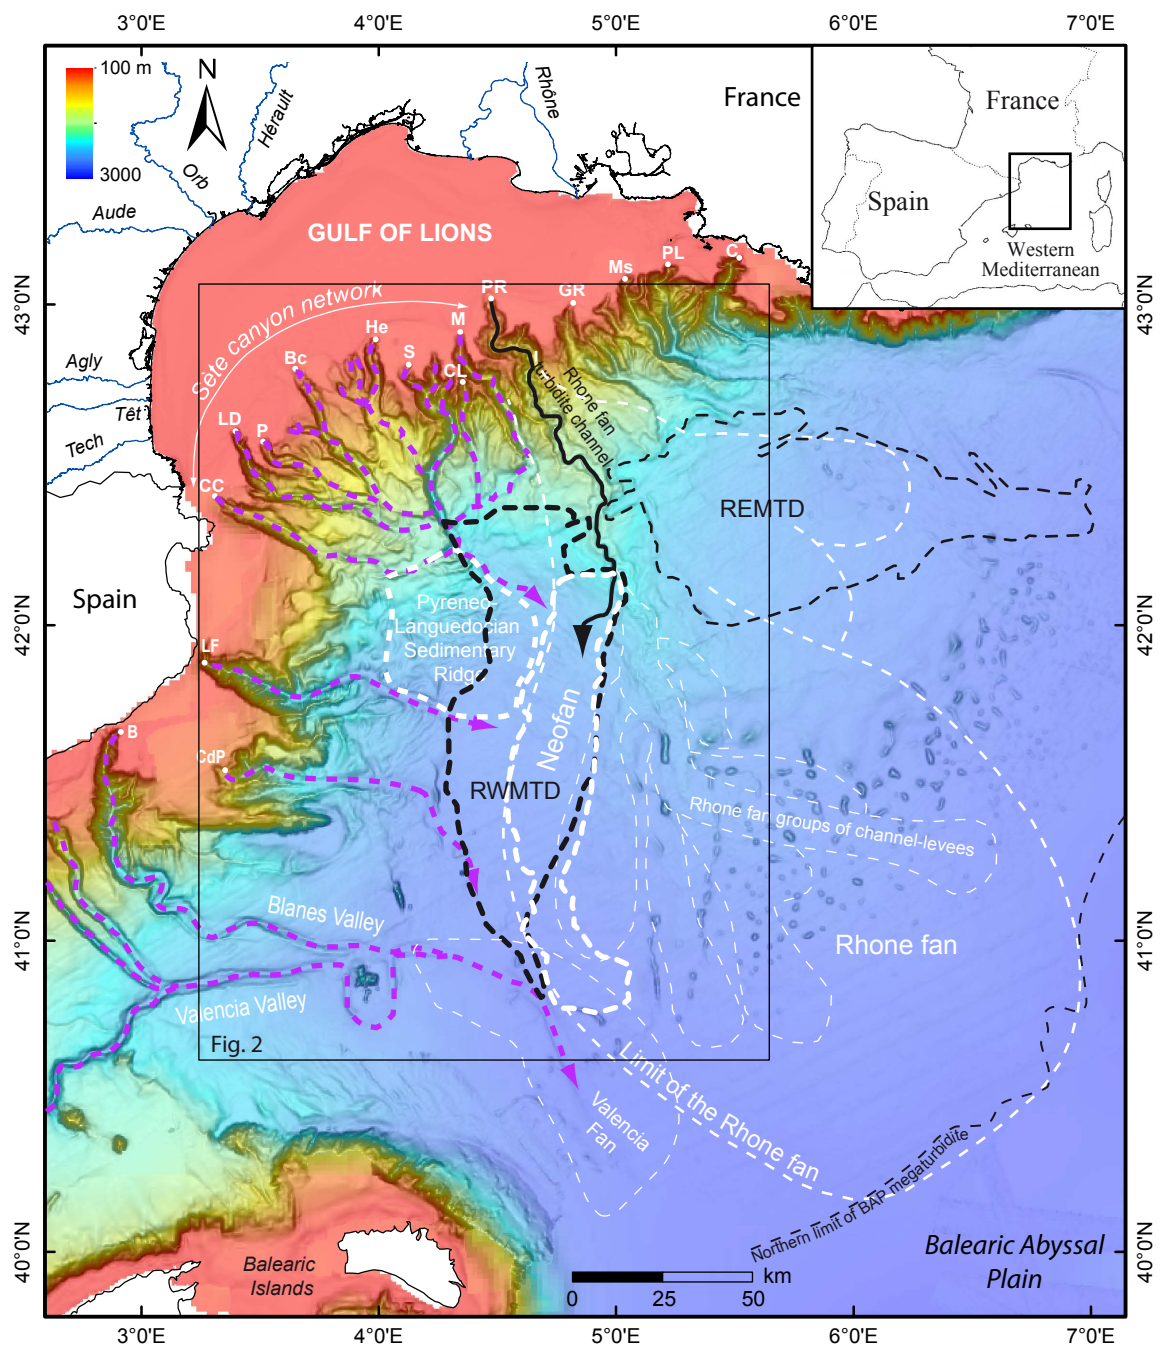 3°0'E
4°0'E
5°0'E
6°0'E
7°0'E
100 m
3000
N
Orb
Hérault
Rhône
France
Aude
Agly
Têt
Tech
France
Spain
Western
Mediterranean
GULF OF LIONS
Sète canyon network
43°0'N
43°0'N
C
PL
Ms
GR
PR
M
He
S
CL
Bc
LD
P
CC
Rhone fan
turbidite channel
REMTD
Spain
42°0'N
42°0'N
Pyreneo-
Languedocian
Sedimentary
Ridge
LF
B
CdP
Neofan
RWMTD
Rhone fan groups of channel-levees
Blanes Valley
Valencia Valley
41°0'N
41°0'N
Rhone fan
Fig. 2
Limit of the Rhone fan
Valencia
Fan
Northern limit of BAP megaturbidite
40°0'N
40°0'N
Balearic
Islands
Balearic Abyssal
Plain
km
0
25
50
3°0'E
4°0'E
5°0'E
6°0'E
7°0'E